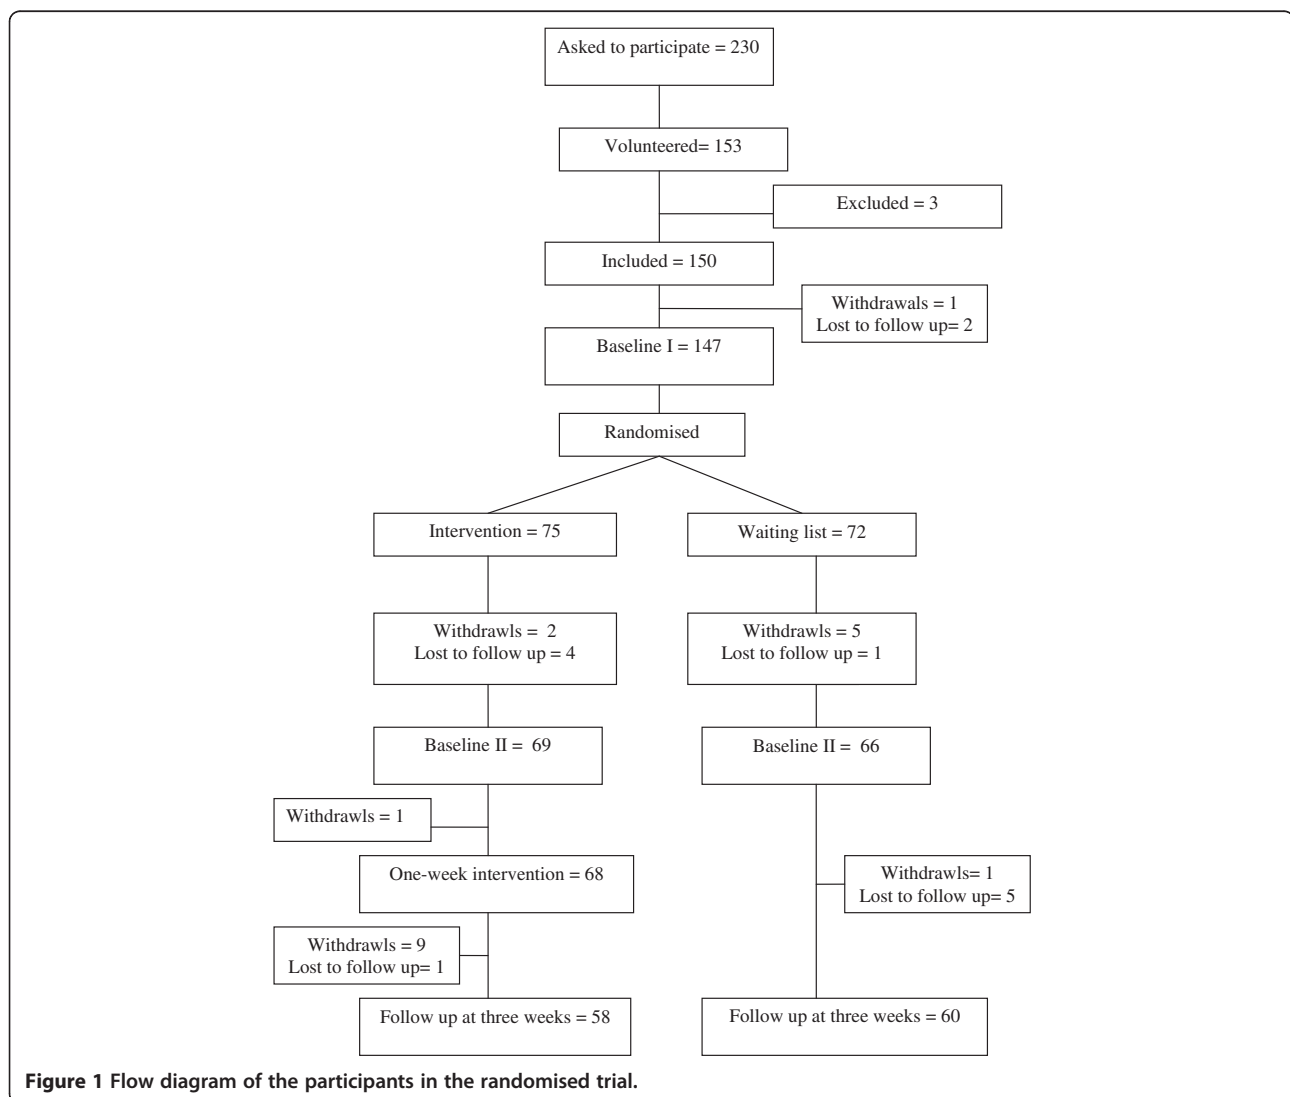 Asked to participate = 230
Volunteered= 153
Excluded = 3
Included = 150
Withdrawals = 1
Lost to follow up= 2
Baseline I = 147
Randomised
Intervention = 75
Waiting list = 72
Withdrawls =  2
Lost to follow up = 4
Withdrawls = 5
Lost to follow up = 1
Baseline II =  69
Baseline II =  66
Withdrawls = 1
One-week intervention = 68
Withdrawls= 1
Lost to follow up= 5
Withdrawls = 9
Lost to follow up= 1
Follow up at three weeks = 58
Follow up at three weeks = 60
Figure 1 Flow diagram of the participants in the randomised trial.